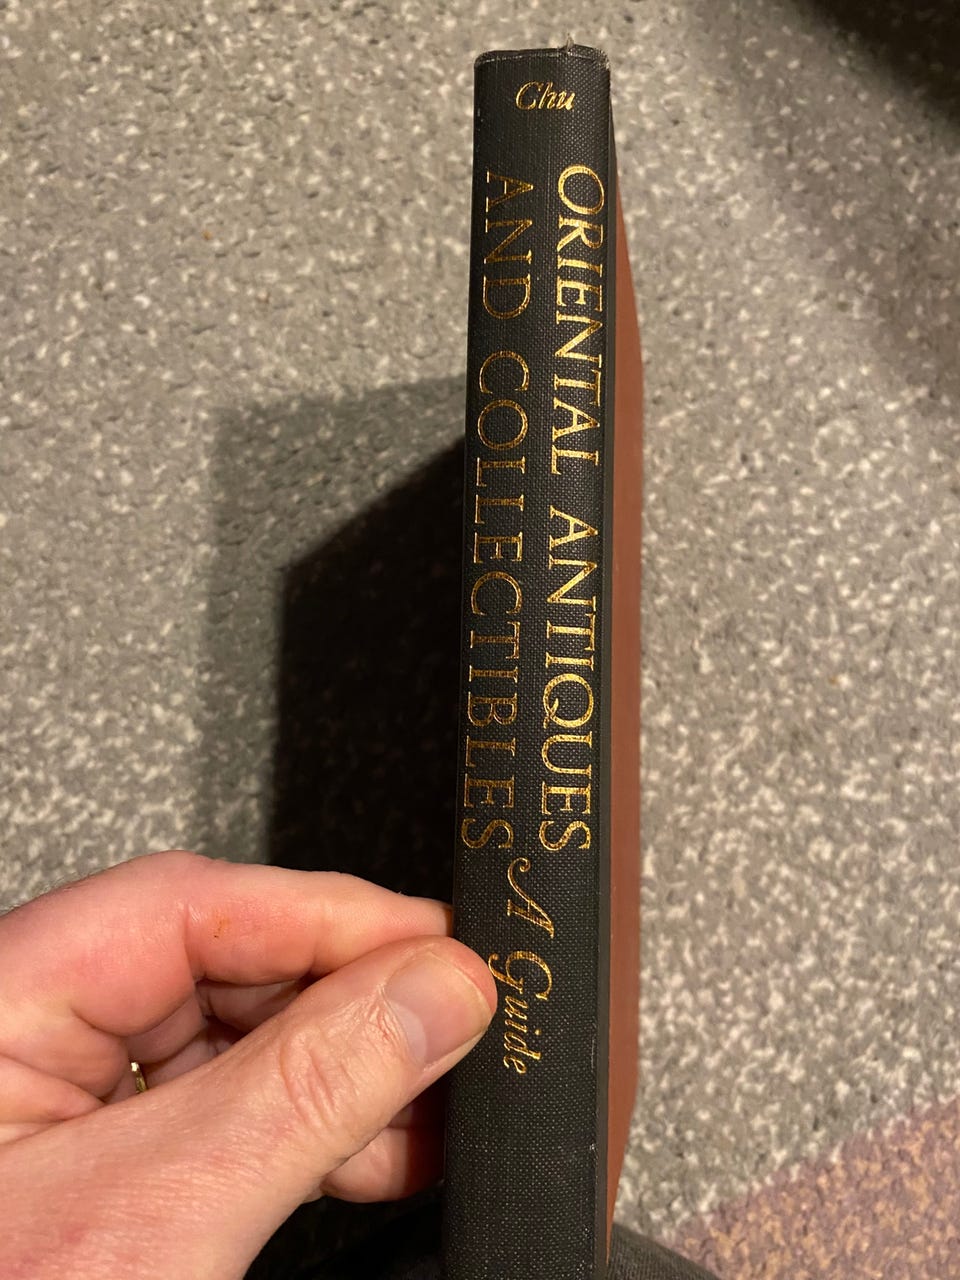 Chu
ORIENTAL ANTIQUES
AND COLLECTIBLES
A Guide